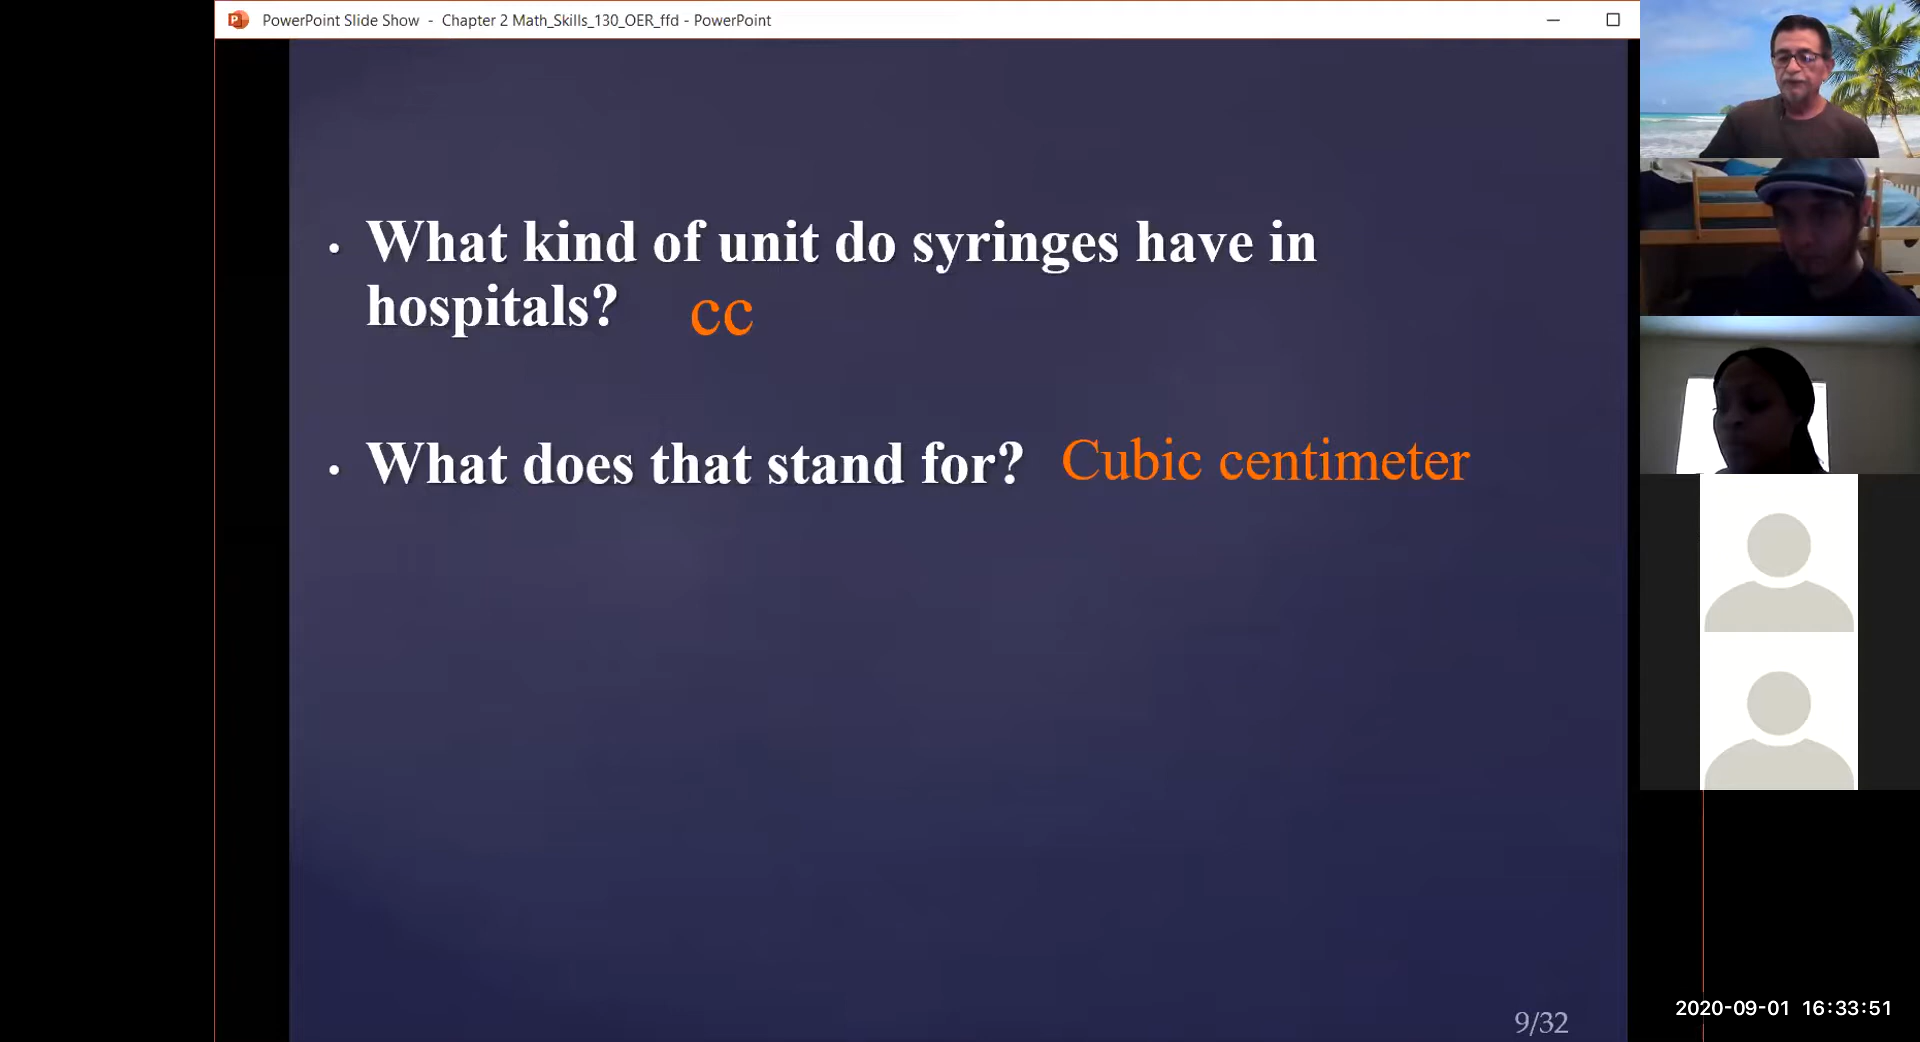 PowerPoint Slide Show - Chapter 2 Math_Skills_130_OER_ffd - PowerPoint
• What kind of unit do syringes have in
hospitals? cc
• What does that stand for? Cubic centimeter
9/32
2020-09-01 16:33:51